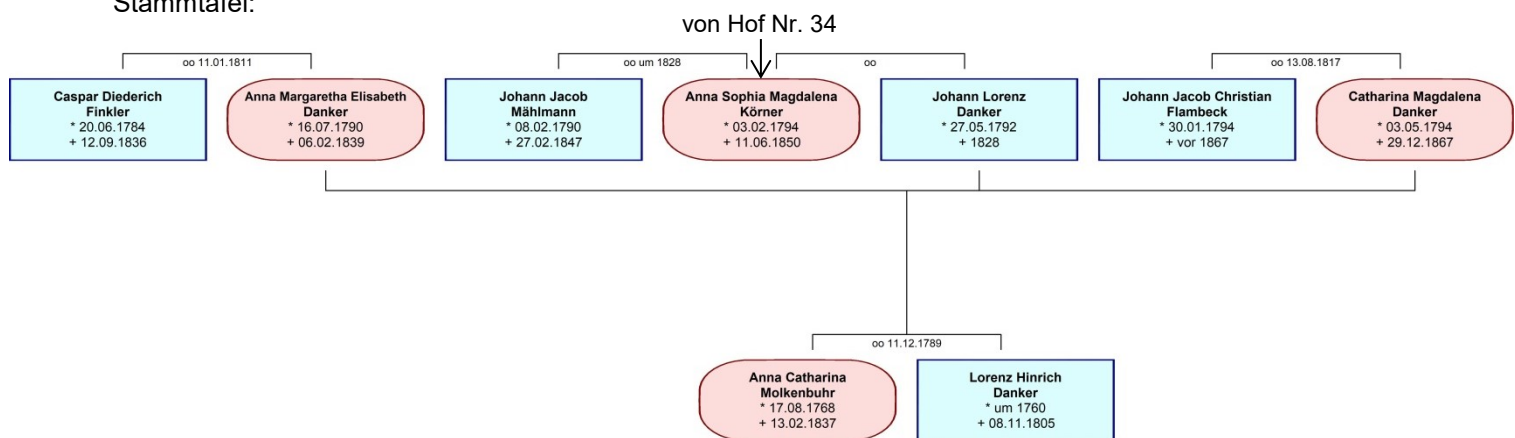 Stammtafel:
von Hof Nr. 34
oo 11.01.1811
oo um 1828
oo
oo 13.08.1817
Caspar Diederich
Finkler
* 20.06.1784
+ 12.09.1836
Anna Margaretha Elisabeth
Danker
* 16.07.1790
+ 06.02.1839
Johann Jacob
Mählmann
* 08.02.1790
+ 27.02.1847
Anna Sophia Magdalena
Körner
* 03.02.1794
+ 11.06.1850
Johann Lorenz
Danker
* 27.05.1792
+ 1828
Johann Jacob Christian
Flambeck
* 30.01.1794
+ vor 1867
Catharina Magdalena
Danker
* 03.05.1794
+ 29.12.1867
oo 11.12.1789
Anna Catharina
Molkenbuhr
* 17.08.1768
+ 13.02.1837
Lorenz Hinrich
Danker
* um 1760
+ 08.11.1805